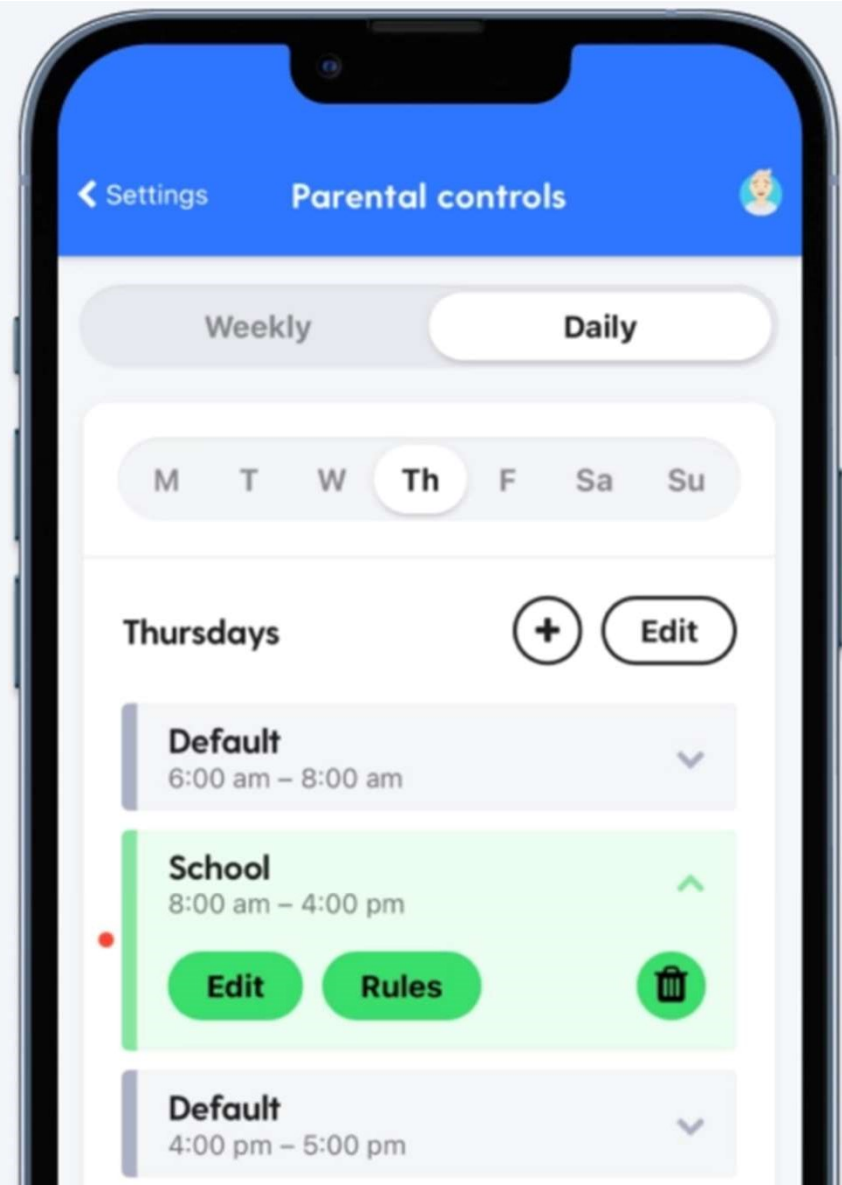 Settings
Parental controls
Weekly
Daily
M T W Th F Sa Su
Thursdays
+ Edit
Default
6:00 am – 8:00 am
School
8:00 am – 4:00 pm
Edit
Rules
Default
4:00 pm – 5:00 pm